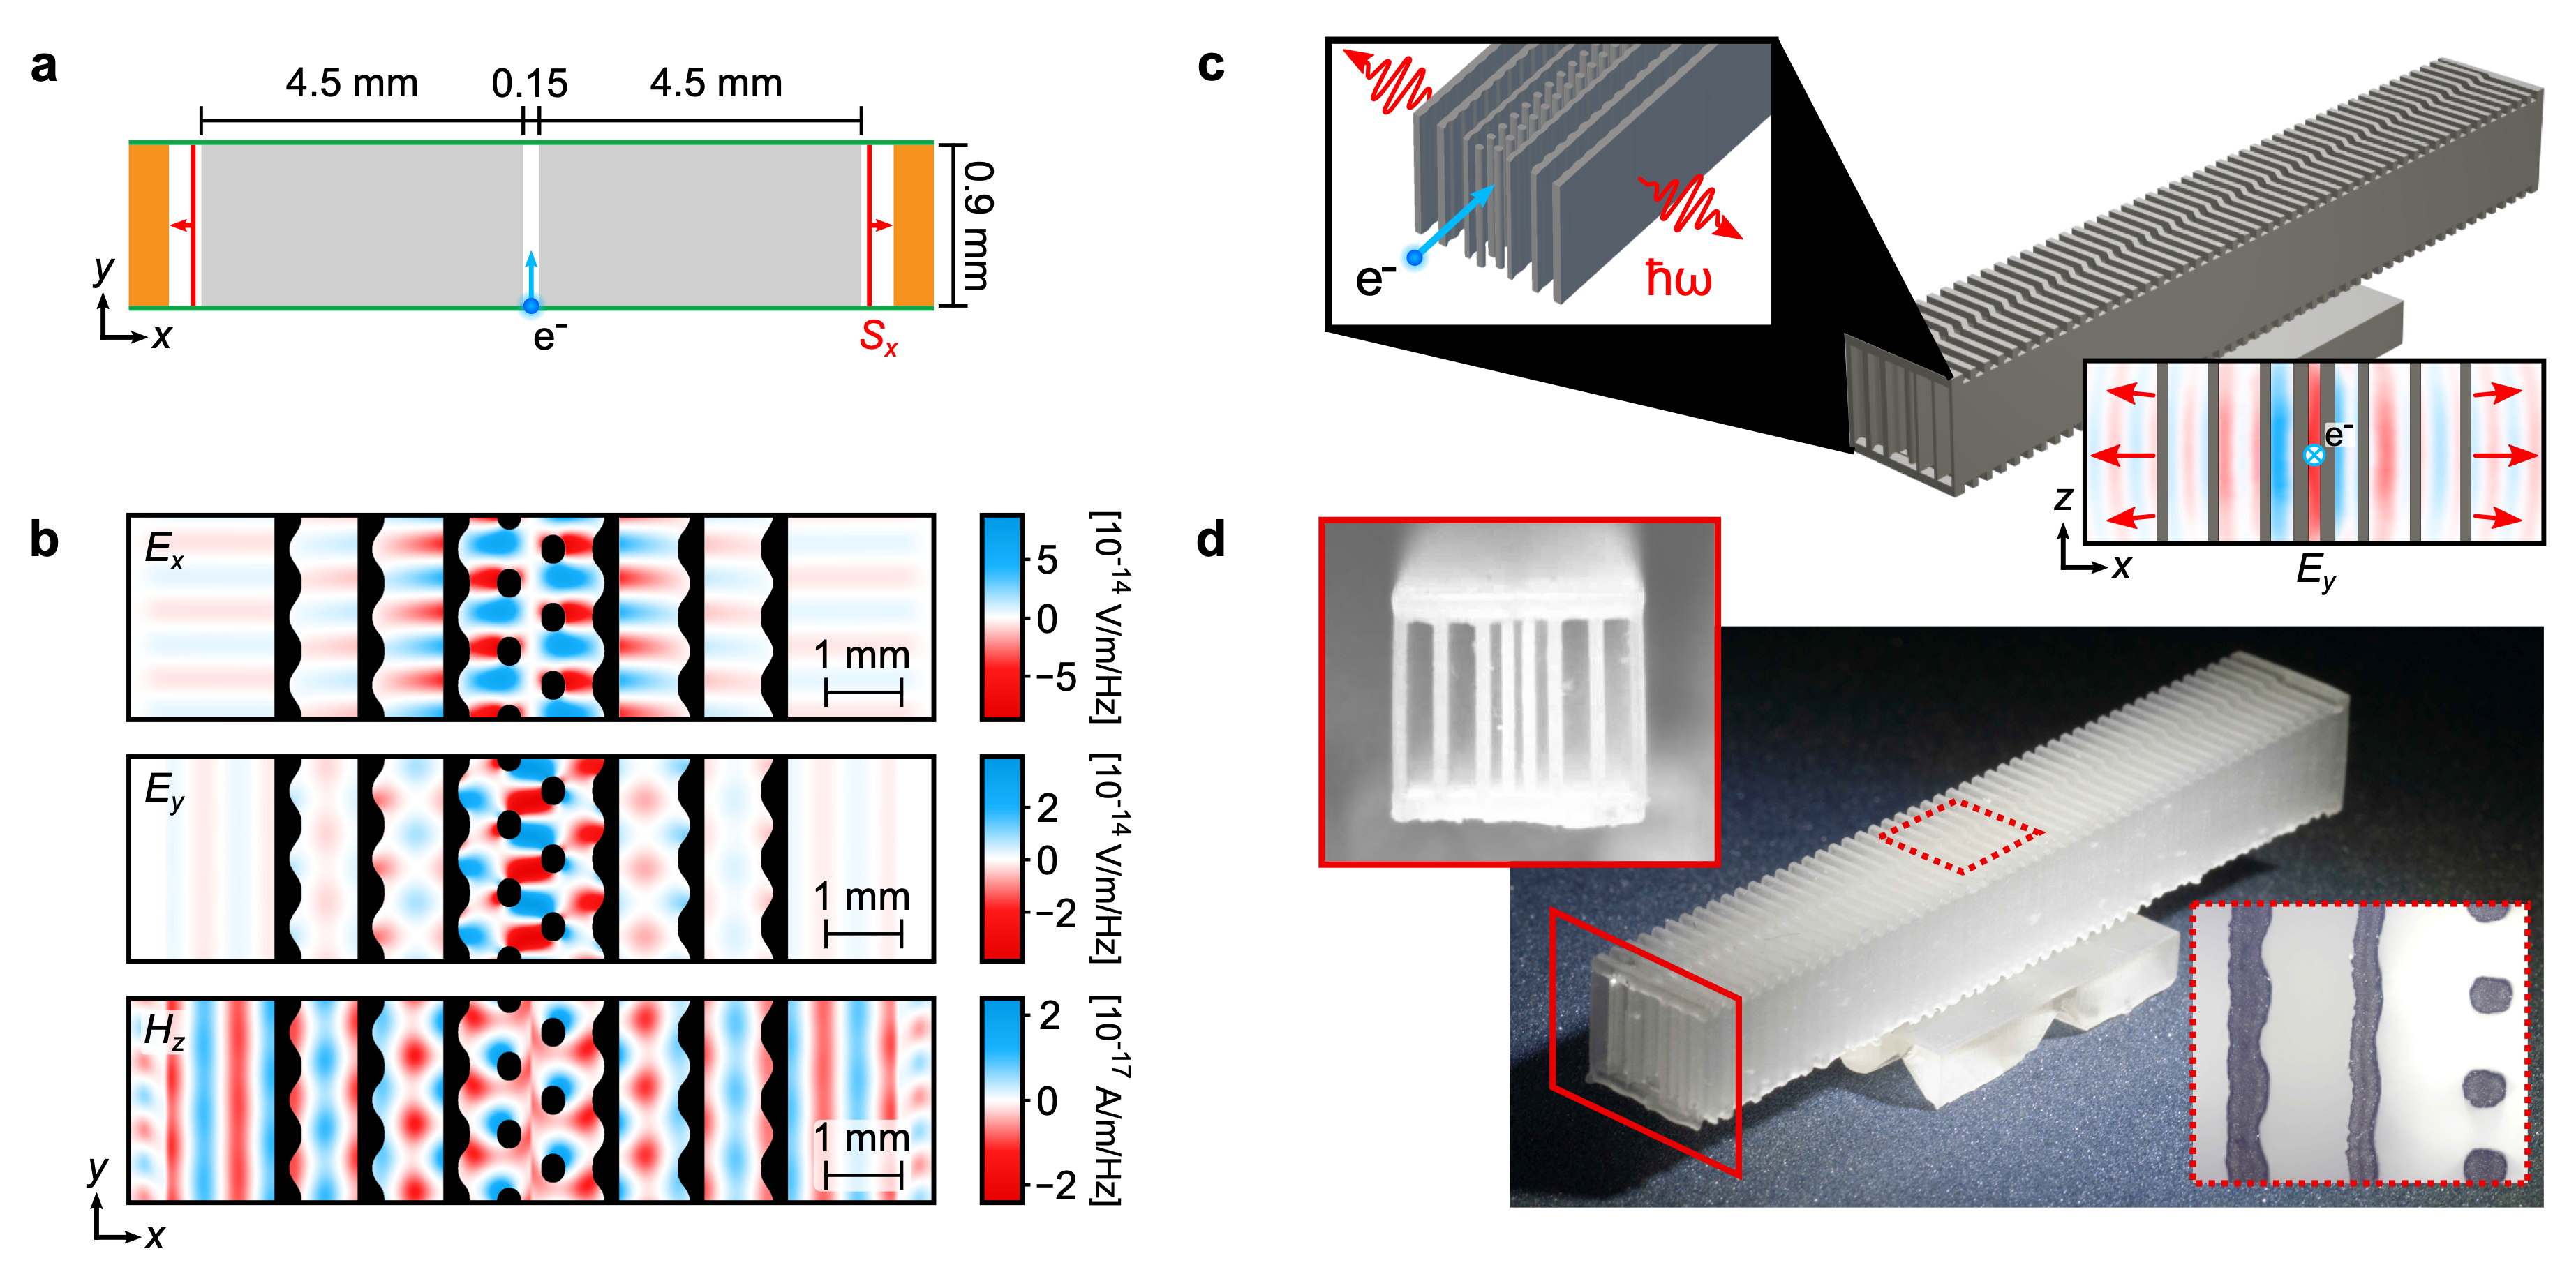 a
4.5 mm 0.15 4.5 mm
0.9 mm
y
x
e-
Sx
b
Ex
1 mm
5
0
−5
[10-14 V/m/Hz]
Ey
1 mm
2
0
−2
[10-14 V/m/Hz]
Hz
1 mm
2
0
−2
[10-17 A/m/Hz]
y
x
c
e-
ħω
e-
z
x
Ey
d